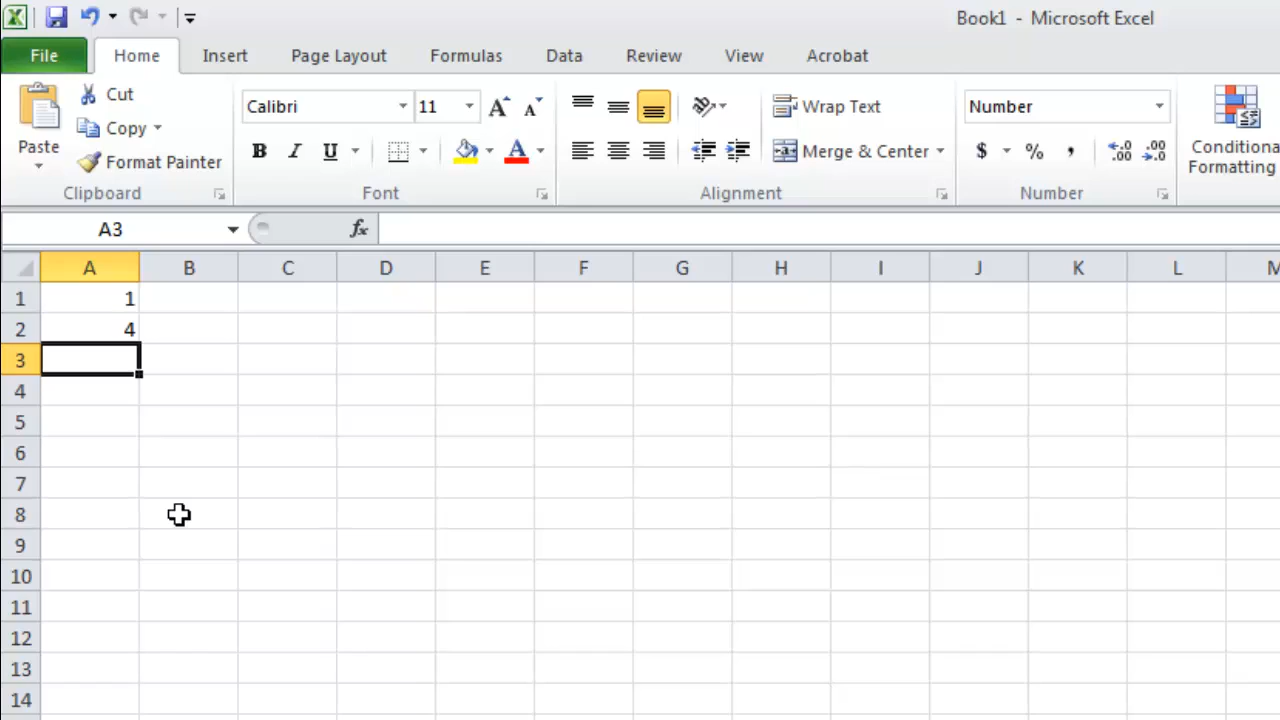 Book1 - Microsoft Excel
File Home Insert Page Layout Formulas Data Review View Acrobat
Paste
Cut
Copy
Format Painter
Clipboard
Calibri 11 A A
B I U A
Font
Wrap Text
Merge & Center
Alignment
Number
$ % , .00 .00
Number
Conditiona
Formatting
A3 fx
A B C D E F G H I J K L M
1 1
2 4
3
4
5
6
7
8
9
10
11
12
13
14